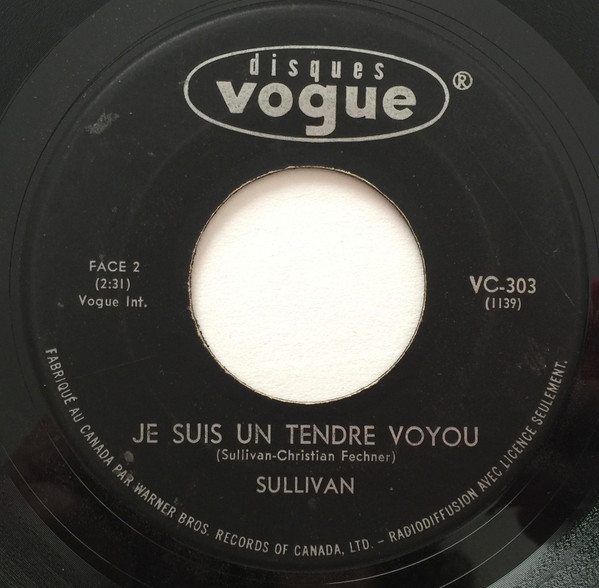 disques
vogue®
FACE 2
(2:31)
Vogue Int.
VC-303
(1139)
JE SUIS UN TENDRE VOYOU
(Sullivan-Christian Fechner)
SULLIVAN
FABRIQUÉ AU CANADA PAR WARNER BROS. RECORDS OF CANADA, LTD. – RADIODIFFUSION AVEC LICENCE SEULEMENT.